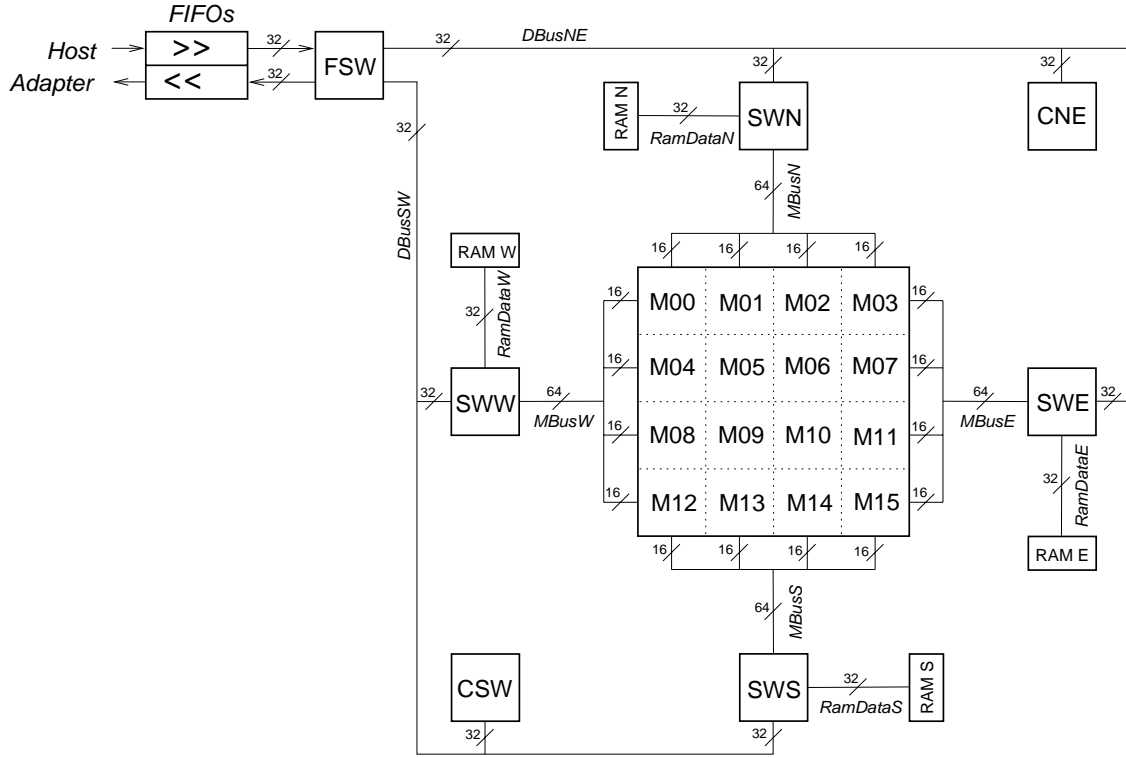 FIFOs
Host
>>
32
32
DBusNE
Adapter
<<
32
FSW
32
32
32
RAM N
32
RamDataN
SWN
CNE
DBusSW
64
MBusN
RAM W
16
16
16
16
32
RamDataW
16
M00
M01
M02
M03
16
16
M04
M05
M06
M07
16
32
SWW
64
MBusW
64
MBusE
SWE
32
16
M08
M09
M10
M11
16
16
M12
M13
M14
M15
16
32
RamDataE
16
16
16
16
RAM E
64
MBusS
CSW
SWS
32
RamDataS
RAM S
32
32